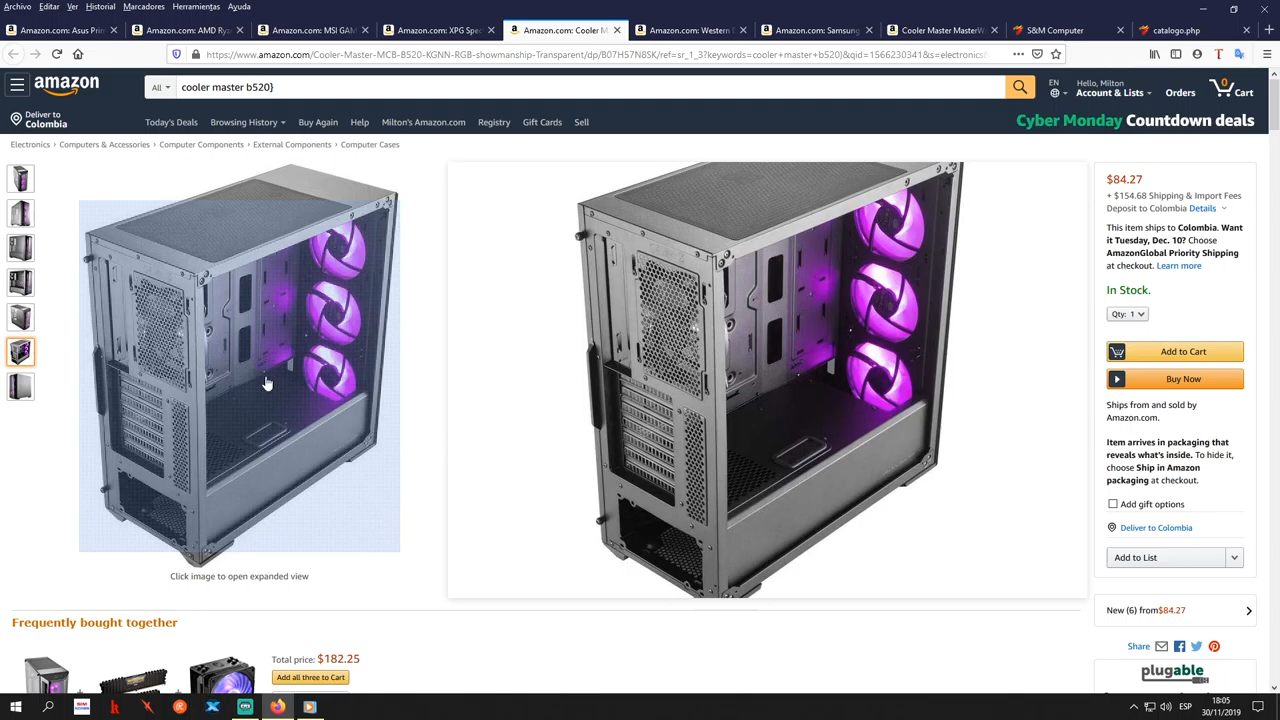 Archivo Editar Ver Historial Marcadores Herramientas Ayuda
Amazon.com: Asus Prim
Amazon.com: AMD Ryz
Amazon.com: MSI GAM
Amazon.com: XPG Spec
Amazon.com: Cooler M
Amazon.com: Western D
Amazon.com: Samsung
Cooler Master MasterW
S&M Computer
catalogo.php
https://www.amazon.com/Cooler-Master-MCB-B520-KGNN-RGB-showmanship-Transparent/dp/B07H57N8SK/ref=sr_1_3?keywords=cooler+master+b520}&qid=1566230341&s=electronics&
amazon
All
cooler master b520}
EN
Hello, Milton
Account & Lists
Orders
0
Cart
Deliver to
Colombia
Today's Deals Browsing History Buy Again Help Milton's Amazon.com Registry Gift Cards Sell
Cyber Monday Countdown deals
Electronics › Computers & Accessories › Computer Components › External Components › Computer Cases
Click image to open expanded view
$84.27
+ $154.68 Shipping & Import Fees
Deposit to Colombia Details
This item ships to Colombia. Want
it Tuesday, Dec. 10? Choose
AmazonGlobal Priority Shipping
at checkout. Learn more
In Stock.
Qty: 1
Add to Cart
Buy Now
Ships from and sold by
Amazon.com.
Item arrives in packaging that
reveals what's inside. To hide it,
choose Ship in Amazon
packaging at checkout.
Add gift options
Deliver to Colombia
Add to List
New (6) from $84.27
Share
plugable
Frequently bought together
Total price: $182.25
Add all three to Cart
ESP
18:05
30/11/2019